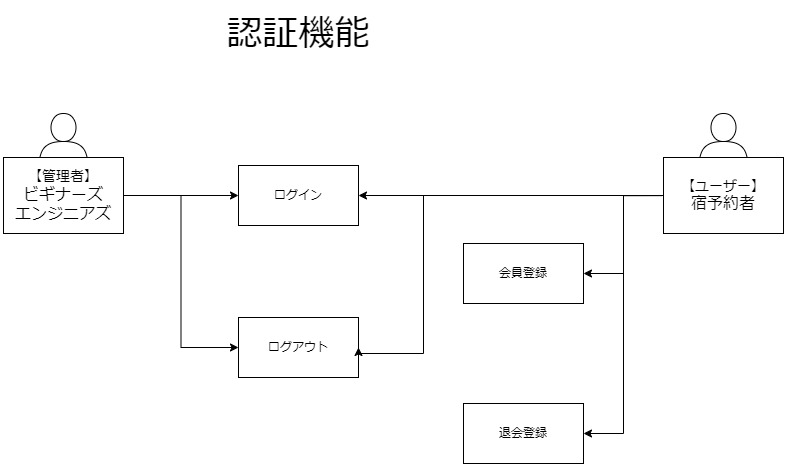 認証機能
【管理者】
ビギナーズ
エンジニアズ
ログイン
【ユーザー】
宿予約者
会員登録
ログアウト
退会登録